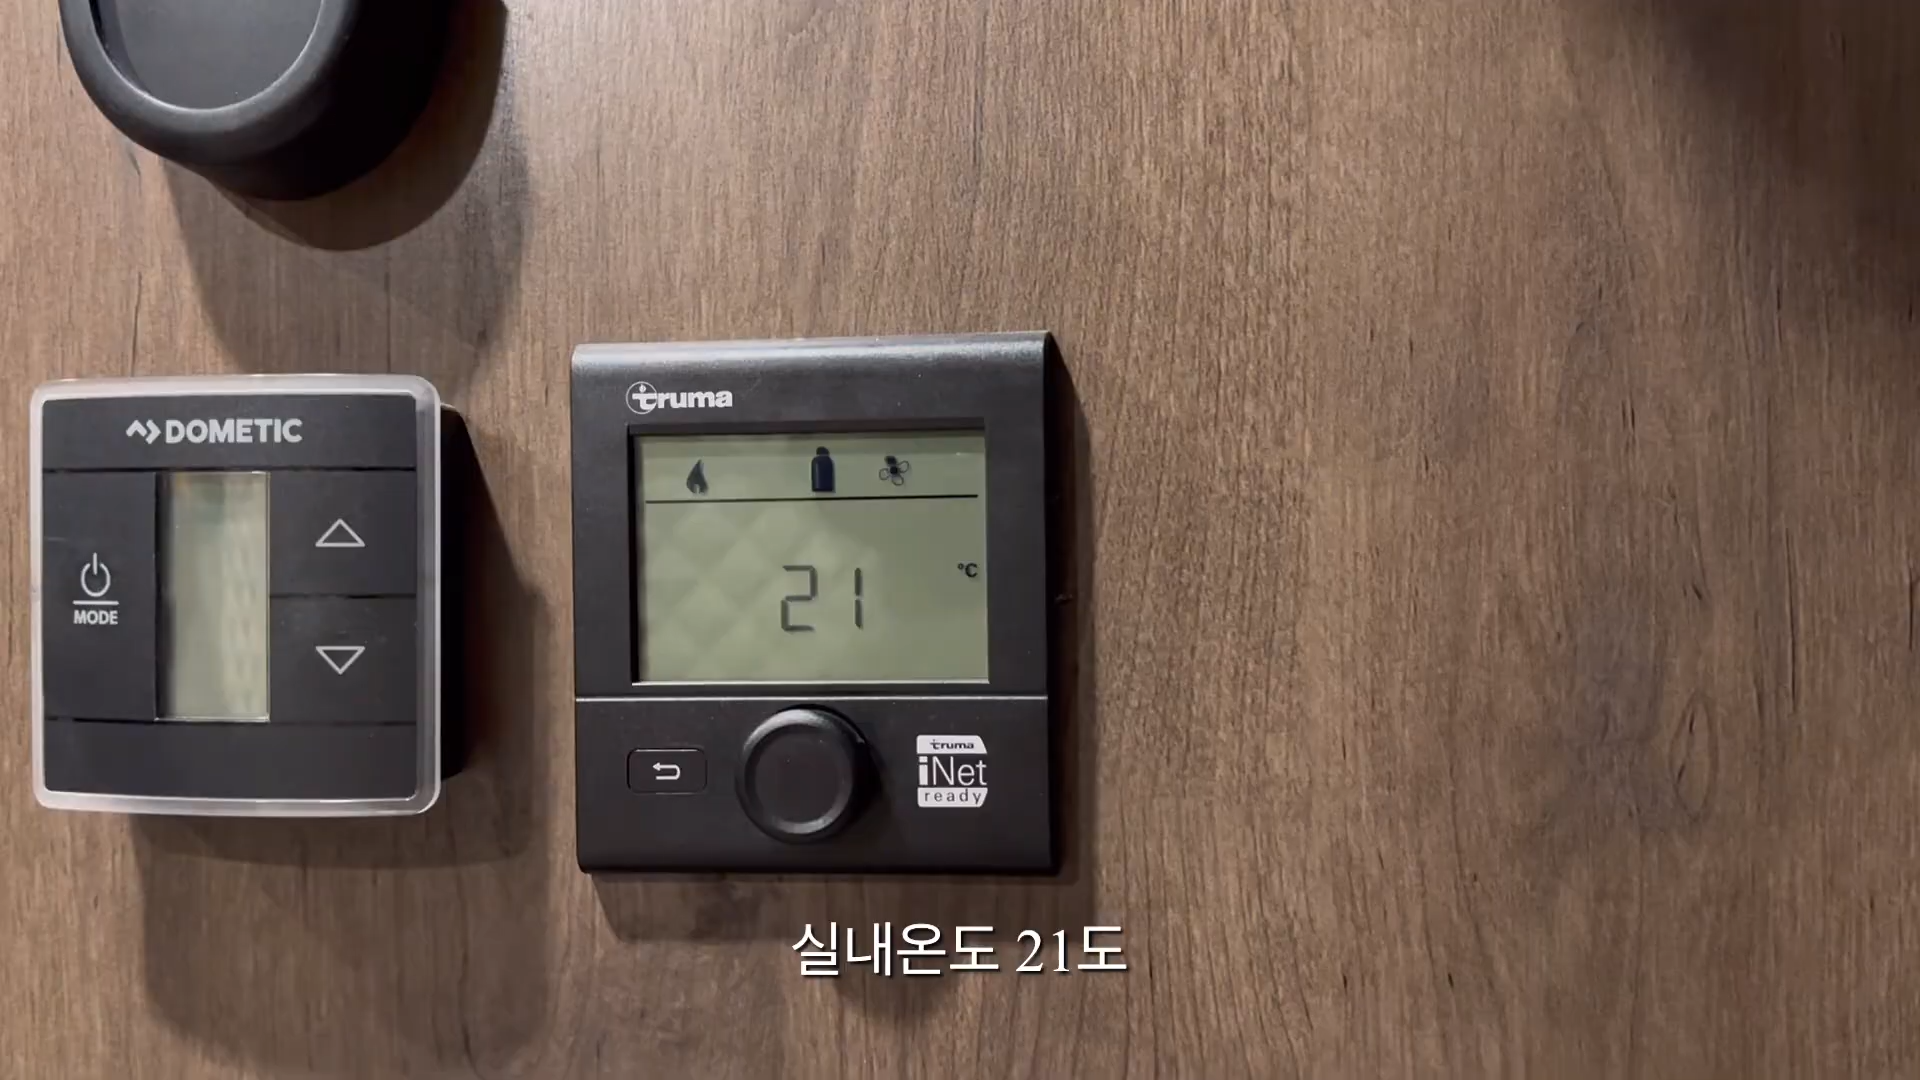 DOMETIC
MODE
truma
21
°C
truma
iNet
ready
실내온도 21도